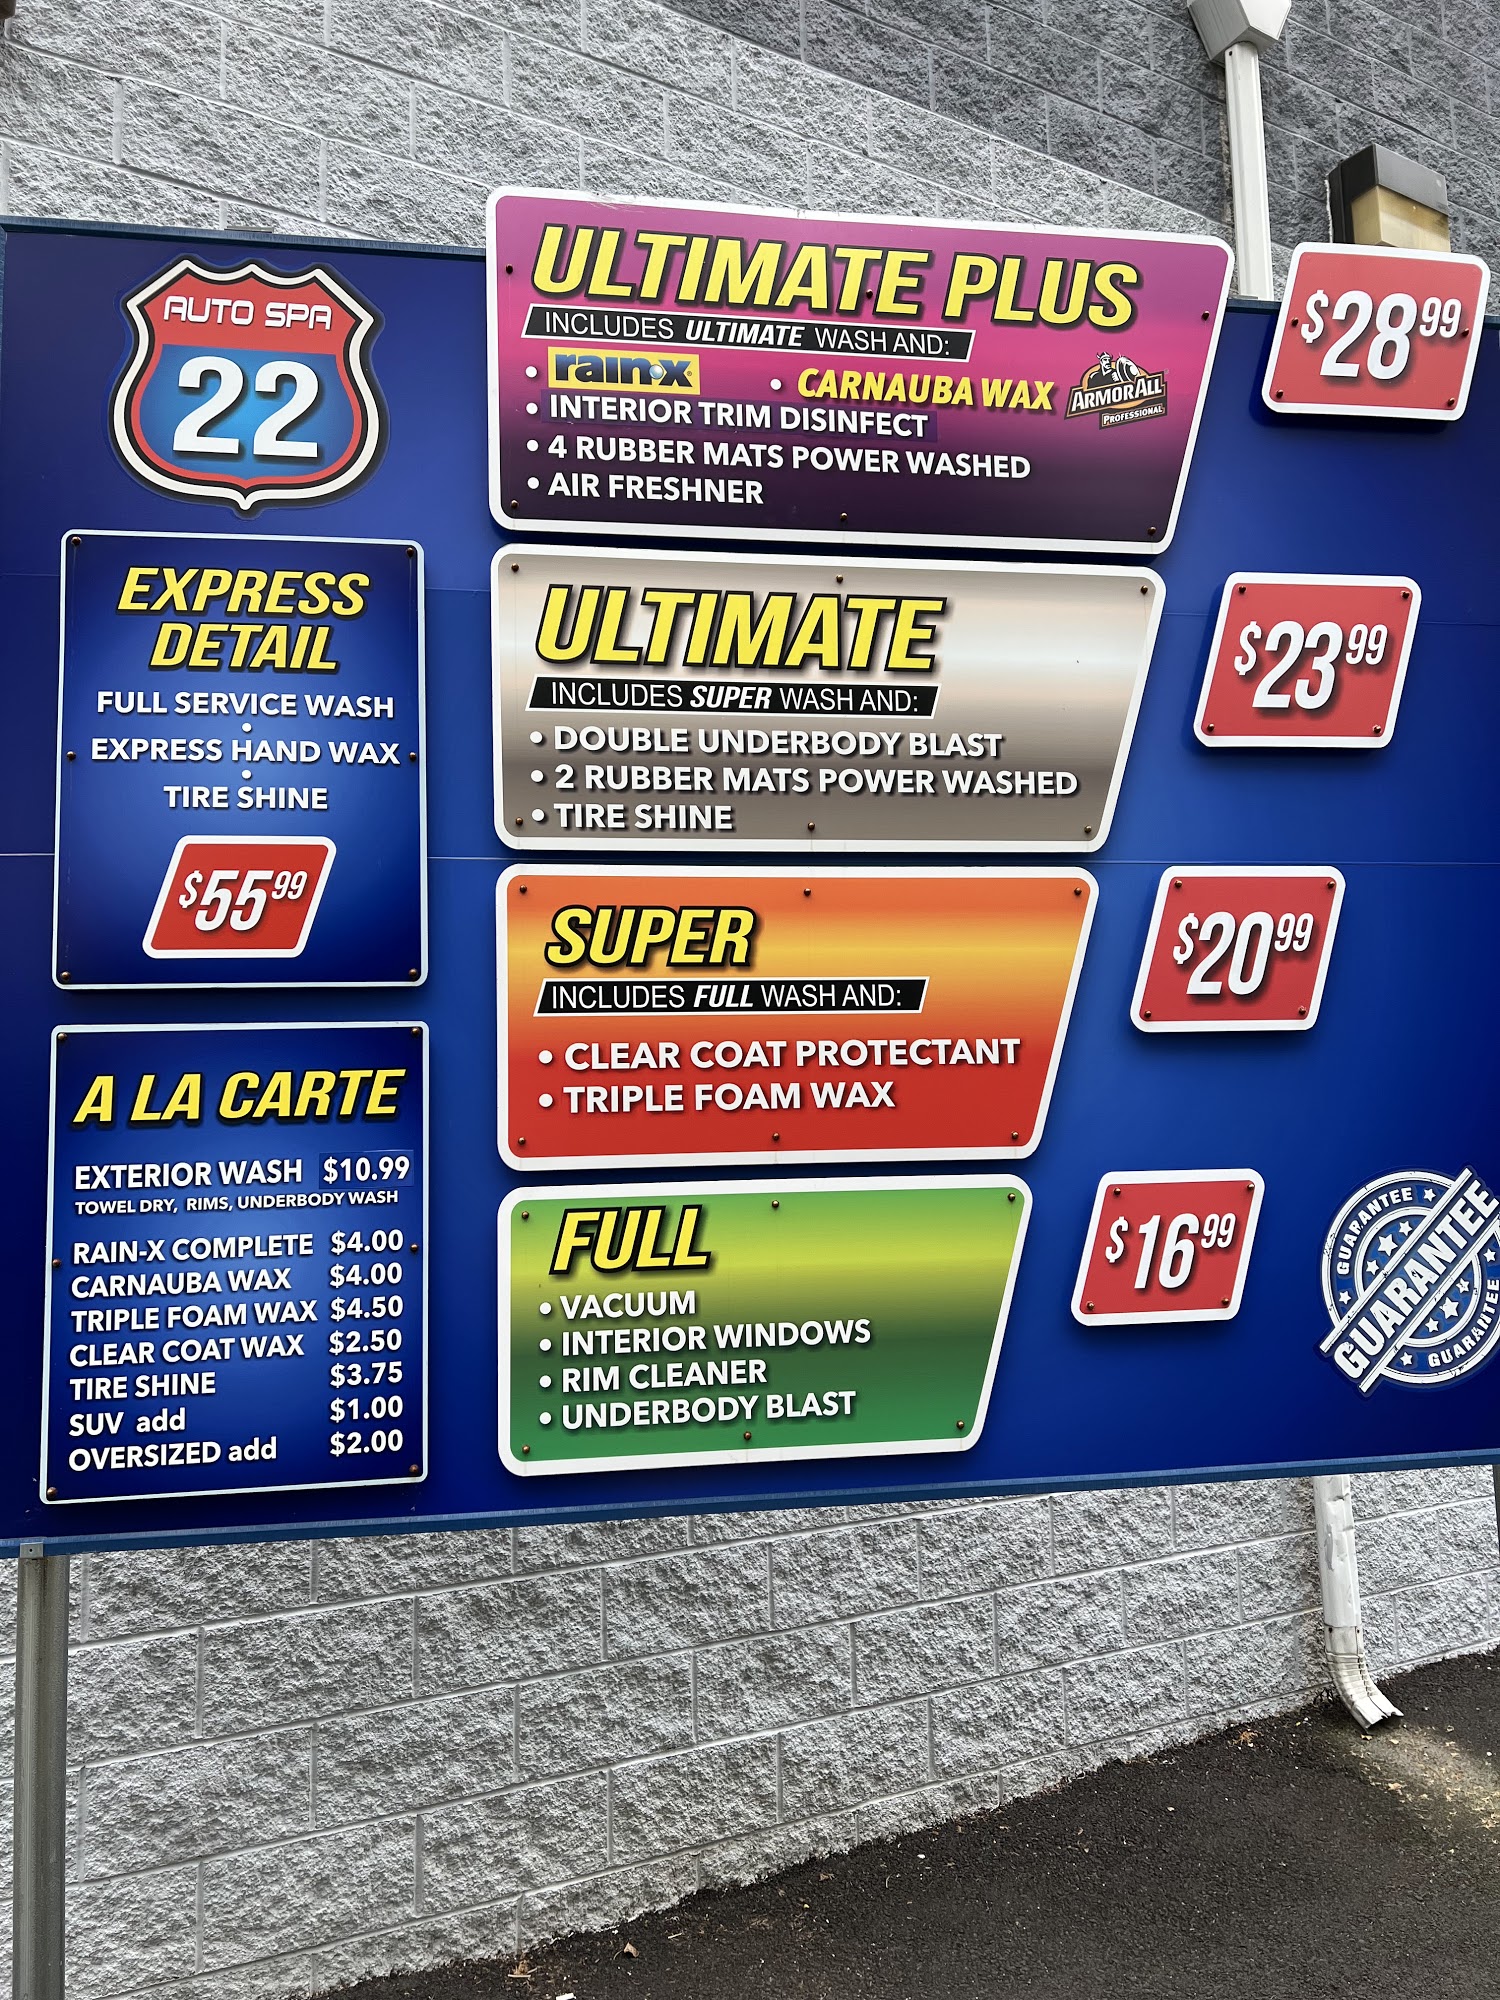 AUTO SPA
22
EXPRESS
DETAIL
FULL SERVICE WASH
•
EXPRESS HAND WAX
•
TIRE SHINE
$55.99
A LA CARTE
EXTERIOR WASH $10.99
TOWEL DRY, RIMS, UNDERBODY WASH
RAIN-X COMPLETE $4.00
CARNAUBA WAX $4.00
TRIPLE FOAM WAX $4.50
CLEAR COAT WAX $2.50
TIRE SHINE $3.75
SUV add $1.00
OVERSIZED add $2.00
ULTIMATE PLUS
INCLUDES ULTIMATE WASH AND:
• rain-x • CARNAUBA WAX
ARMOR ALL
PROFESSIONAL
• INTERIOR TRIM DISINFECT
• 4 RUBBER MATS POWER WASHED
• AIR FRESHNER
$28.99
ULTIMATE
INCLUDES SUPER WASH AND:
• DOUBLE UNDERBODY BLAST
• 2 RUBBER MATS POWER WASHED
• TIRE SHINE
$23.99
SUPER
INCLUDES FULL WASH AND:
• CLEAR COAT PROTECTANT
• TRIPLE FOAM WAX
$20.99
FULL
• VACUUM
• INTERIOR WINDOWS
• RIM CLEANER
• UNDERBODY BLAST
$16.99
GUARANTEE
GUARANTEE
GUARANTEE